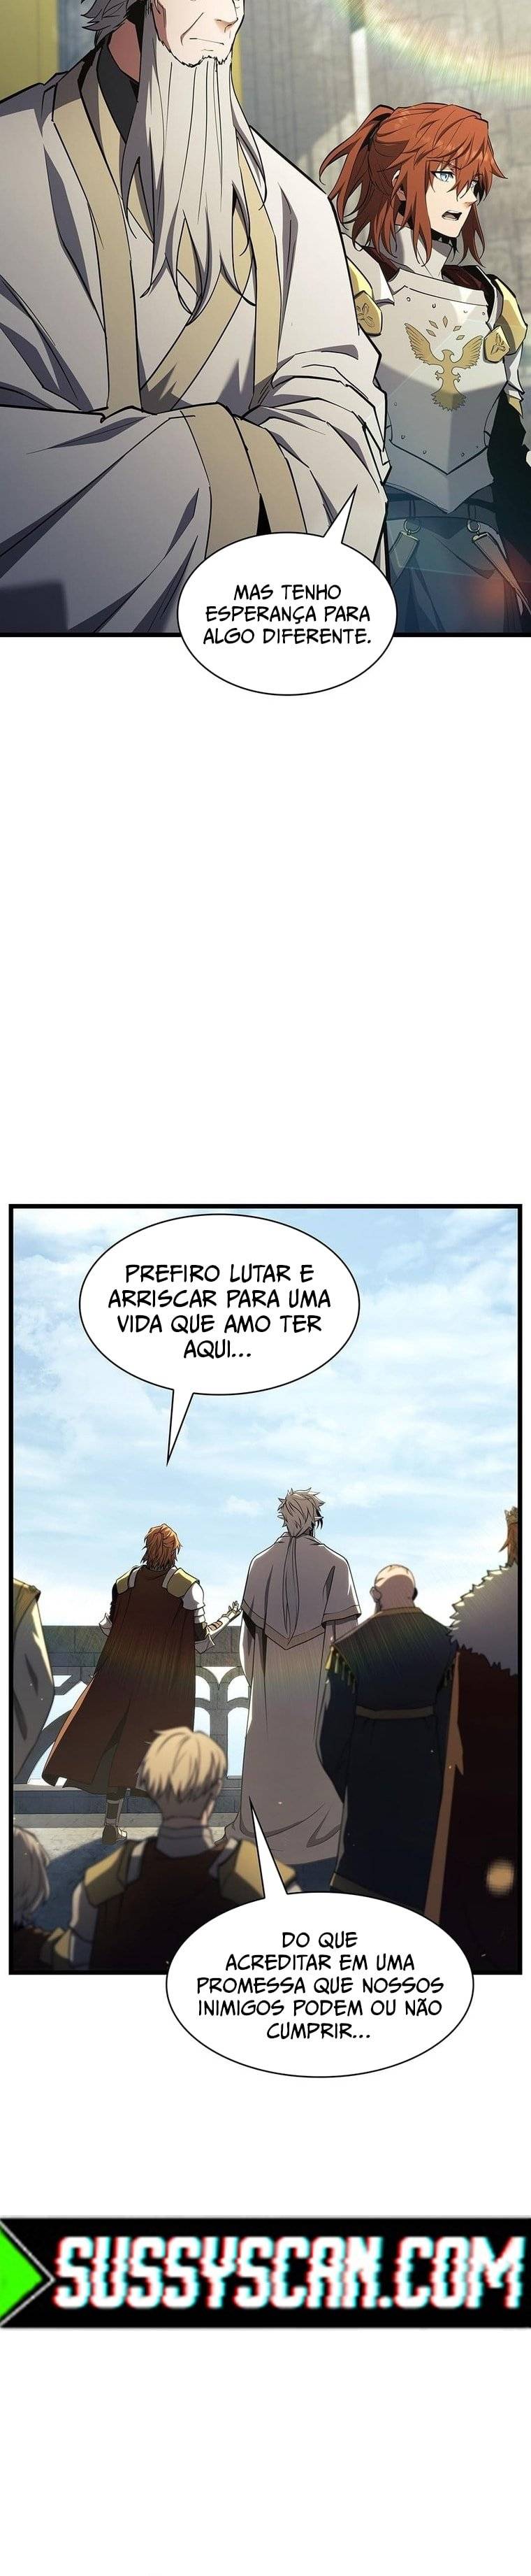 MAS TENHO
ESPERANÇA PARA
ALGO DIFERENTE.
PREFIRO LUTAR E
ARRISCAR PARA UMA
VIDA QUE AMO TER
AQUI...
DO QUE
ACREDITAR EM UMA
PROMESSA QUE NOSSOS
INIMIGOS PODEM OU NÃO
CUMPRIR...
SUSSYSCAN.COM